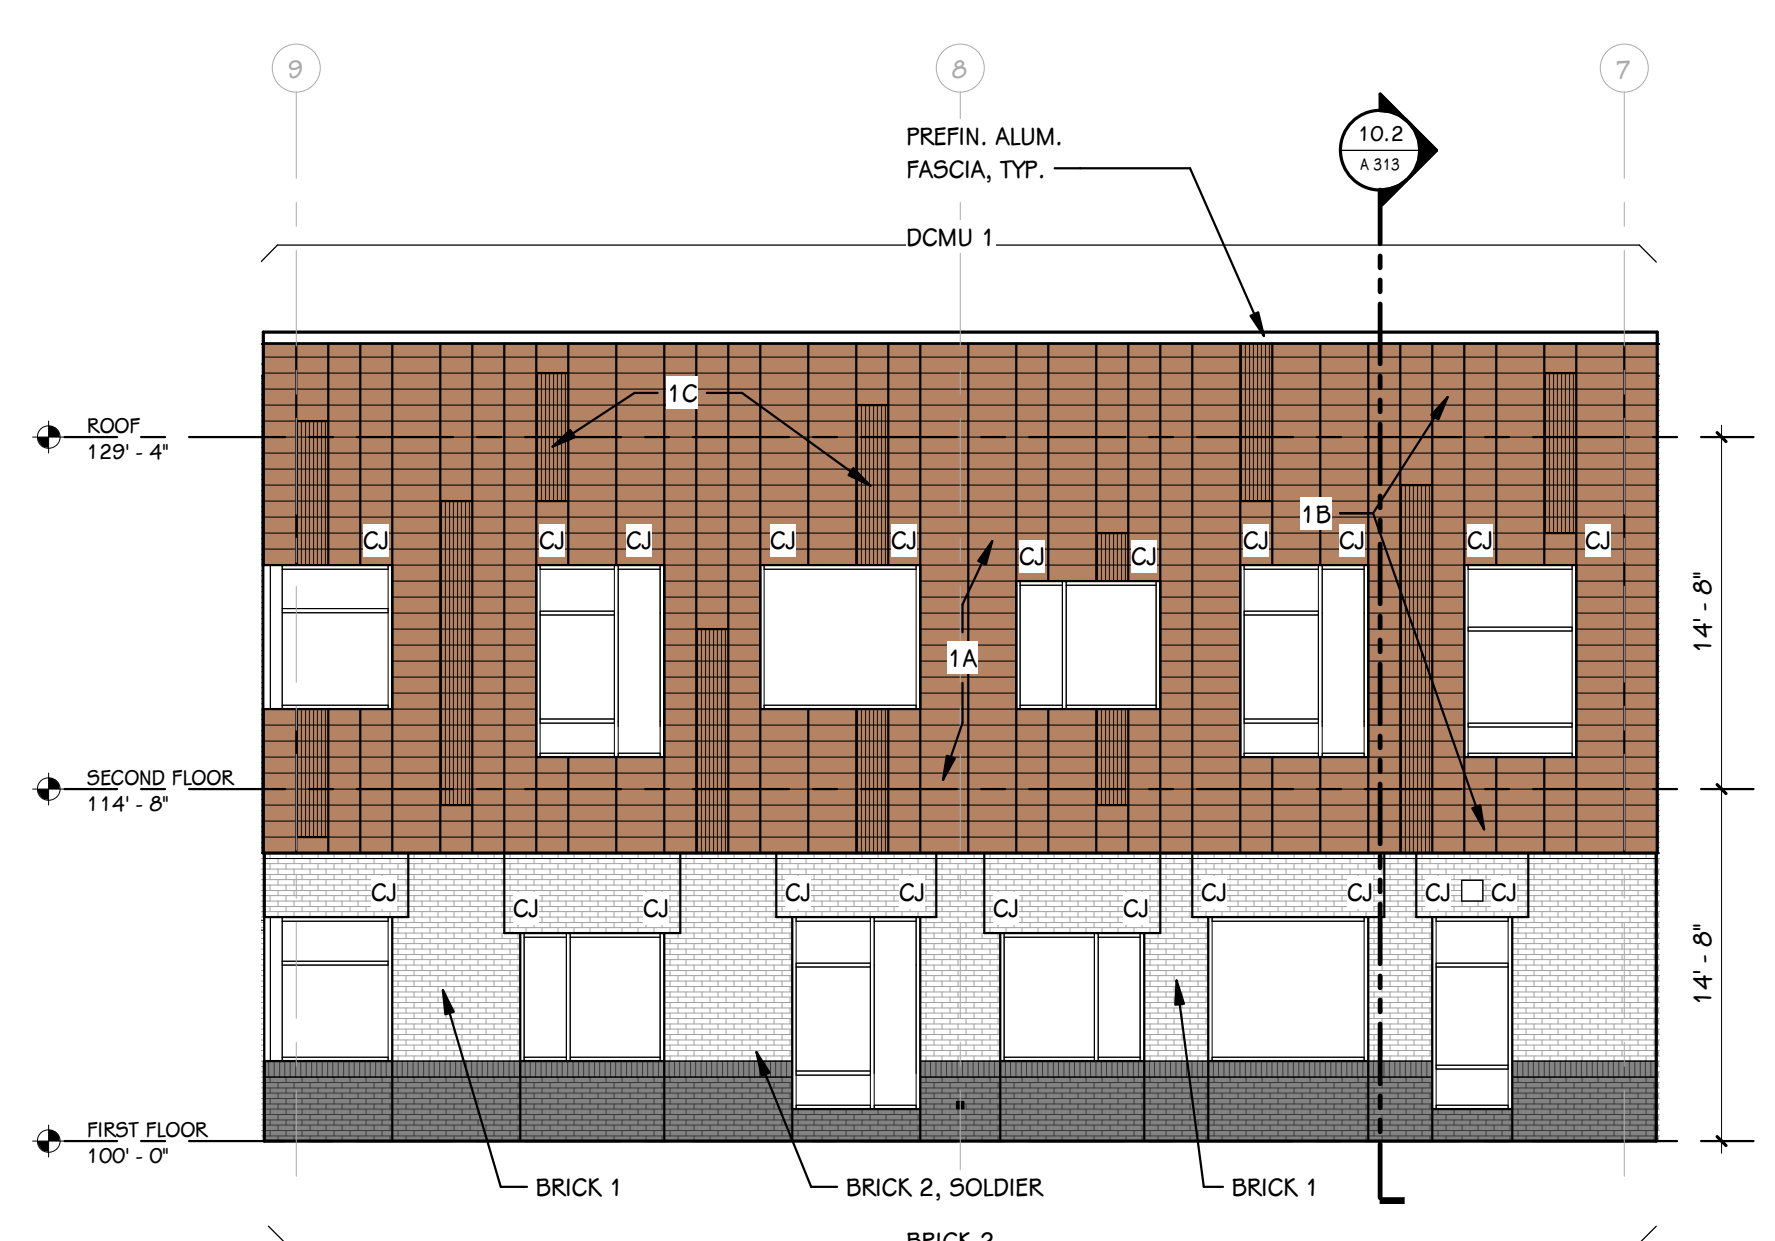 9
8
7
PREFIN. ALUM.
FASCIA, TYP.
10.2
A 313
DCMU 1
1C
ROOF
129' - 4"
1B
CJ
CJ
CJ
CJ
CJ
CJ
CJ
CJ
CJ
CJ
CJ
14' - 8"
1A
SECOND FLOOR
114' - 8"
CJ
CJ
CJ
CJ
CJ
CJ
CJ
CJ
CJ
CJ
CJ
14' - 8"
FIRST FLOOR
100' - 0"
BRICK 1
BRICK 2, SOLDIER
BRICK 1
BRICK 2